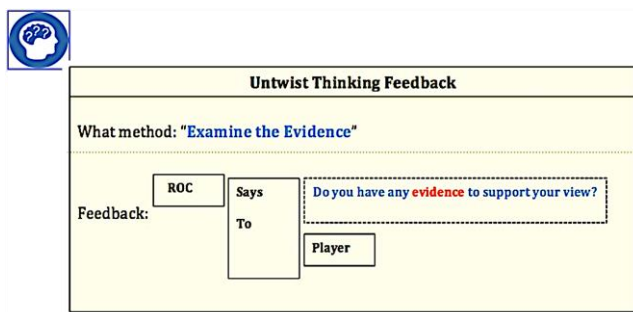 ???
Untwist Thinking Feedback
What method: "Examine the Evidence"
Feedback:
ROC
Says
To
Do you have any evidence to support your view?
Player